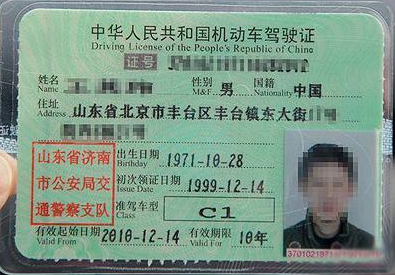 中华人民共和国机动车驾驶证
Driving License of the People's Republic of China
证号
姓名 性别 男 国籍 中国
Name M&F Nationality
住址 山东省北京市丰台区丰台镇东大街
Address
山东省济南
市公安局交
通警察支队
出生日期 1971-10-28
Birthday
初次领证日期 1999-12-14
Issue Date
准驾车型 C1
Class
有效起始日期 2010-12-14 有效期限 10年
Valid From Valid For